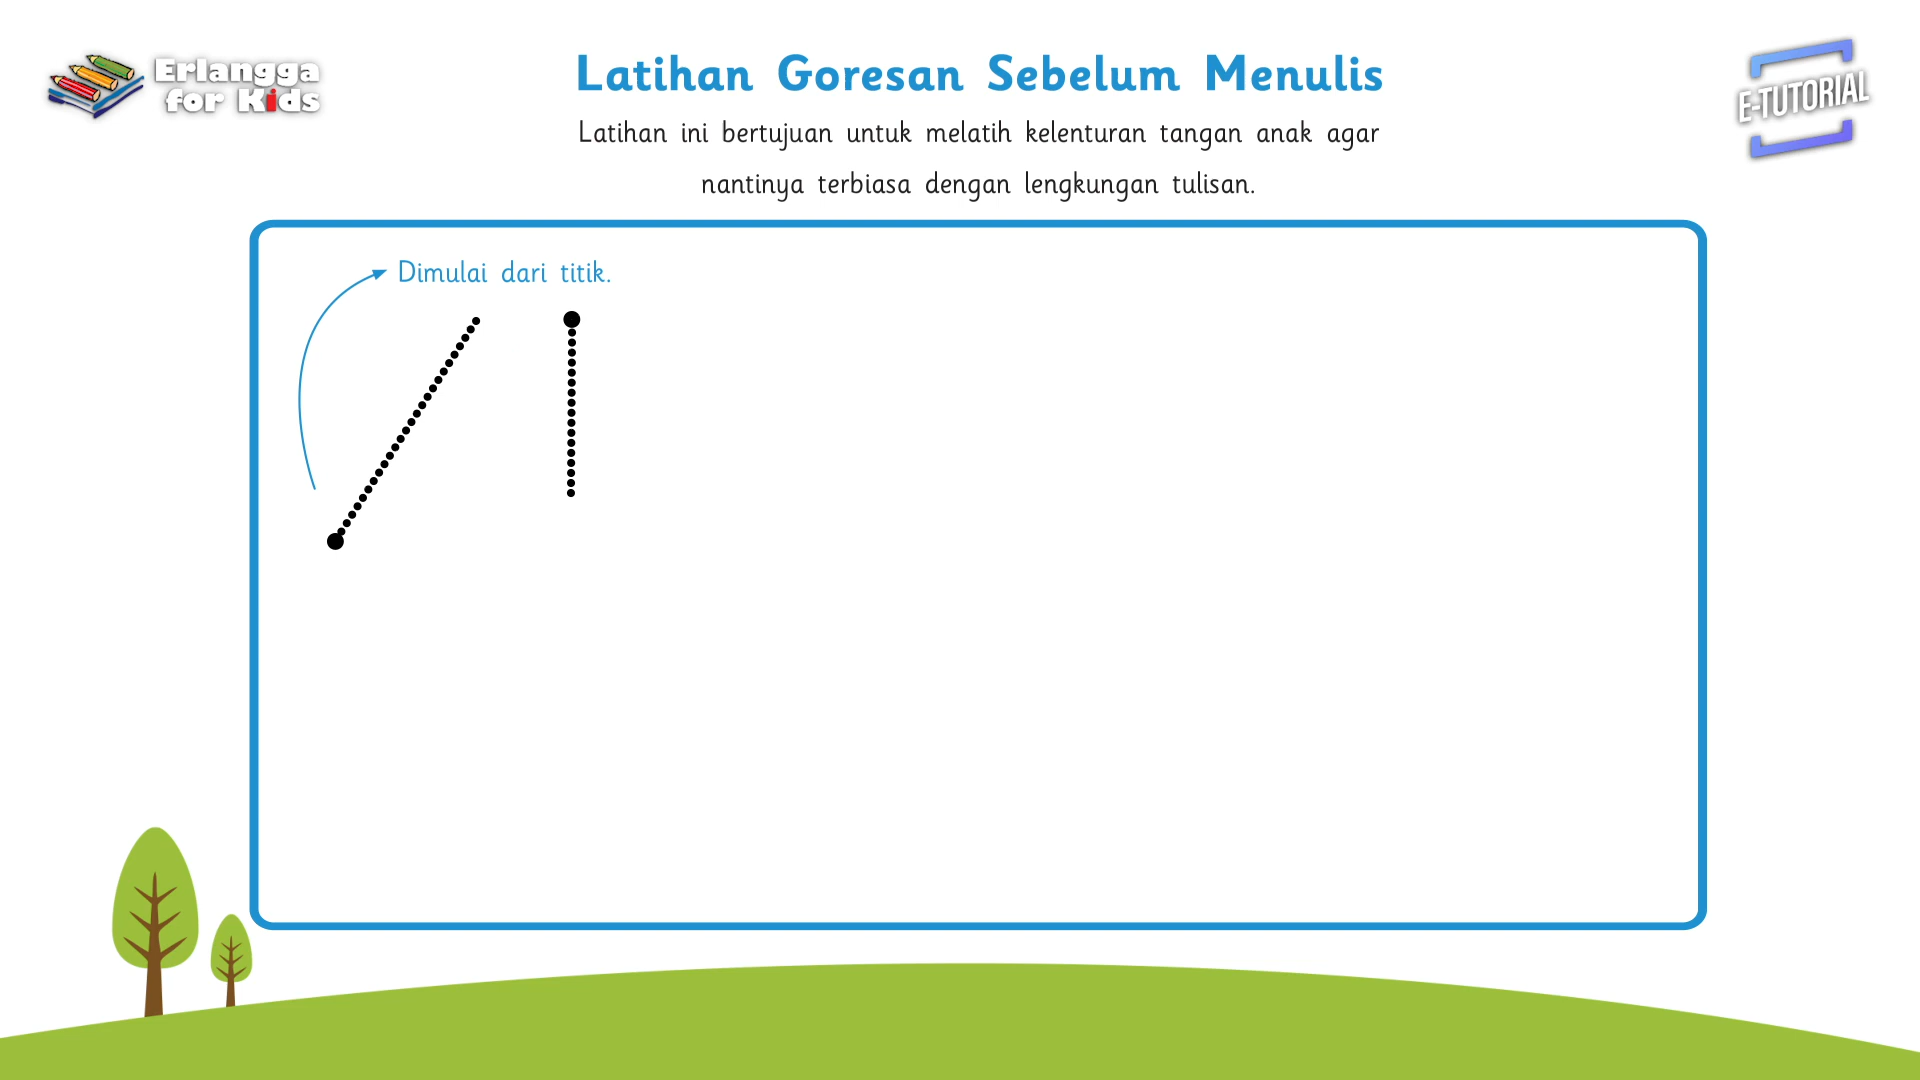 Erlangga
for Kids
Latihan Goresan Sebelum Menulis
Latihan ini bertujuan untuk melatih kelenturan tangan anak agar
nantinya terbiasa dengan lengkungan tulisan.
E-TUTORIAL
Dimulai dari titik.